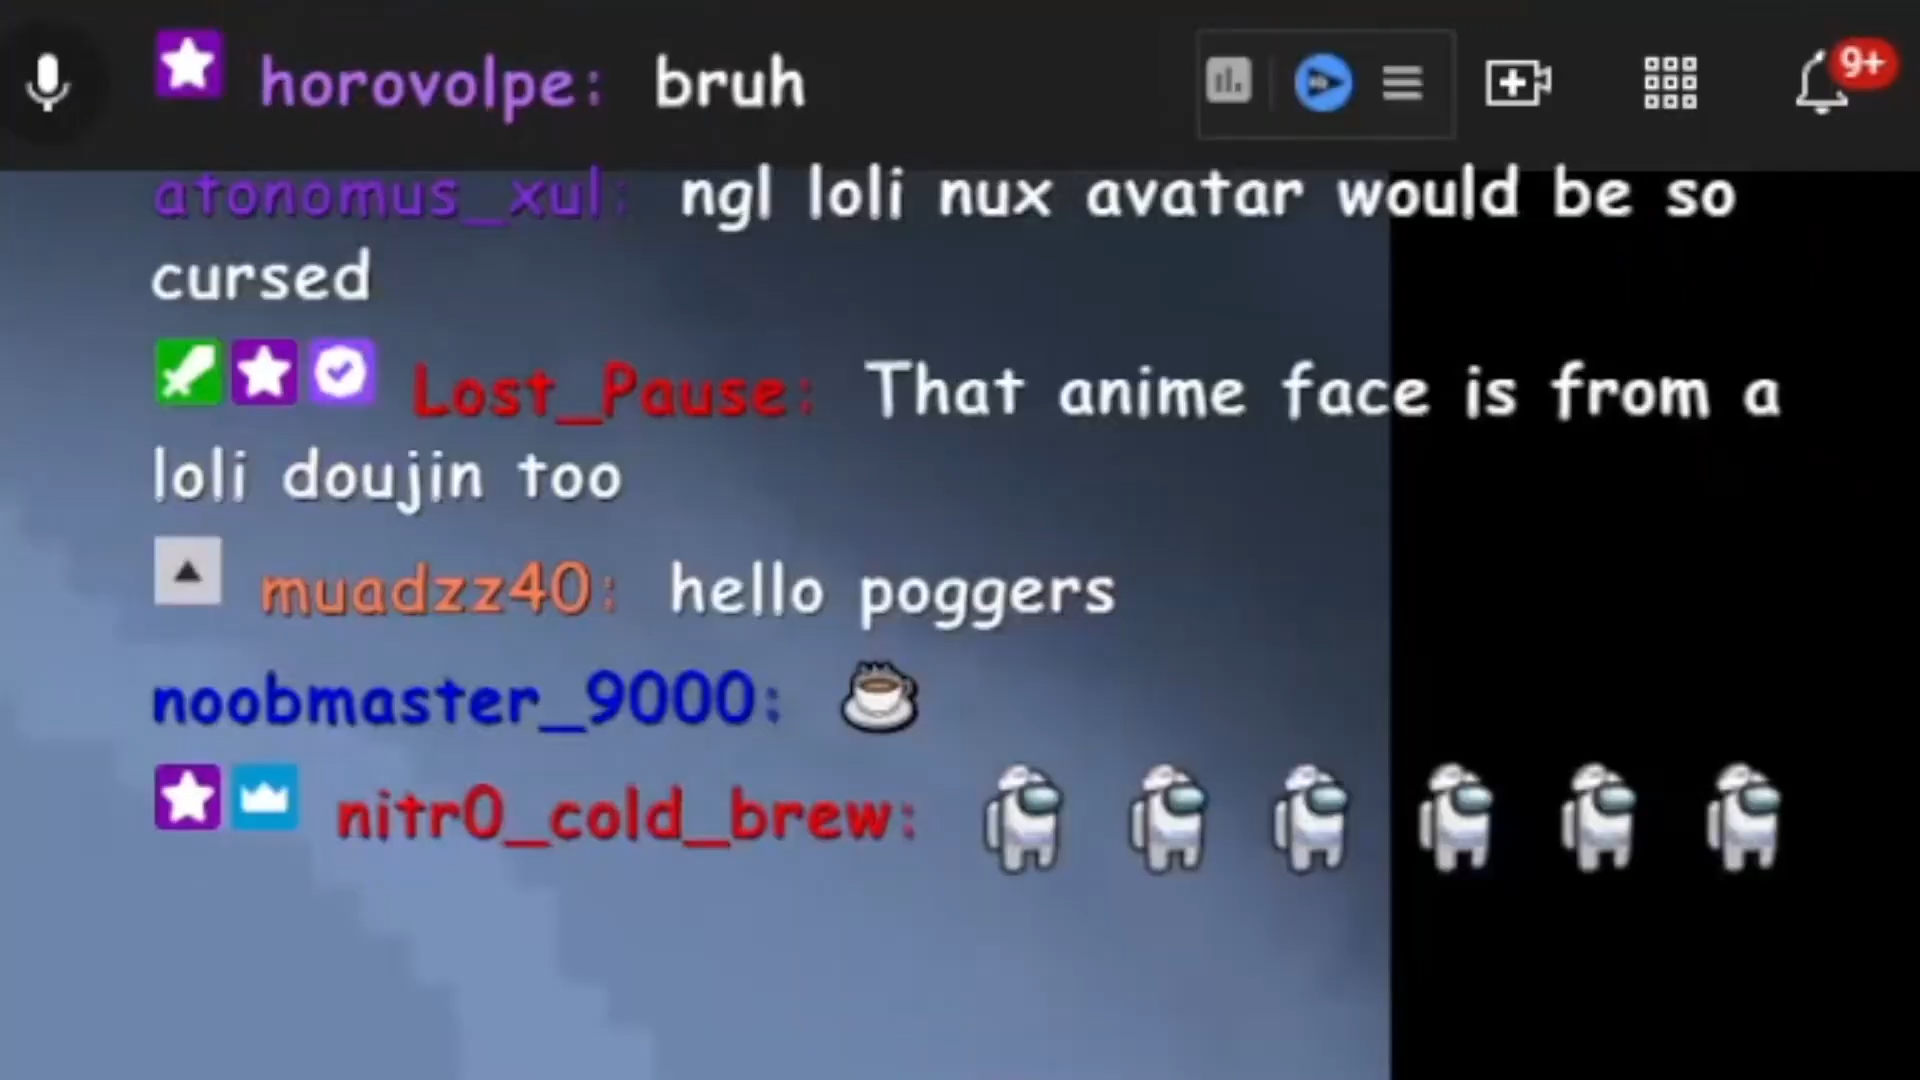 horovolpe: bruh
9+
atonomus_xul: ngl loli nux avatar would be so
cursed
Lost_Pause: That anime face is from a
loli doujin too
muadzz40: hello poggers
noobmaster_9000:
nitr0_cold_brew: